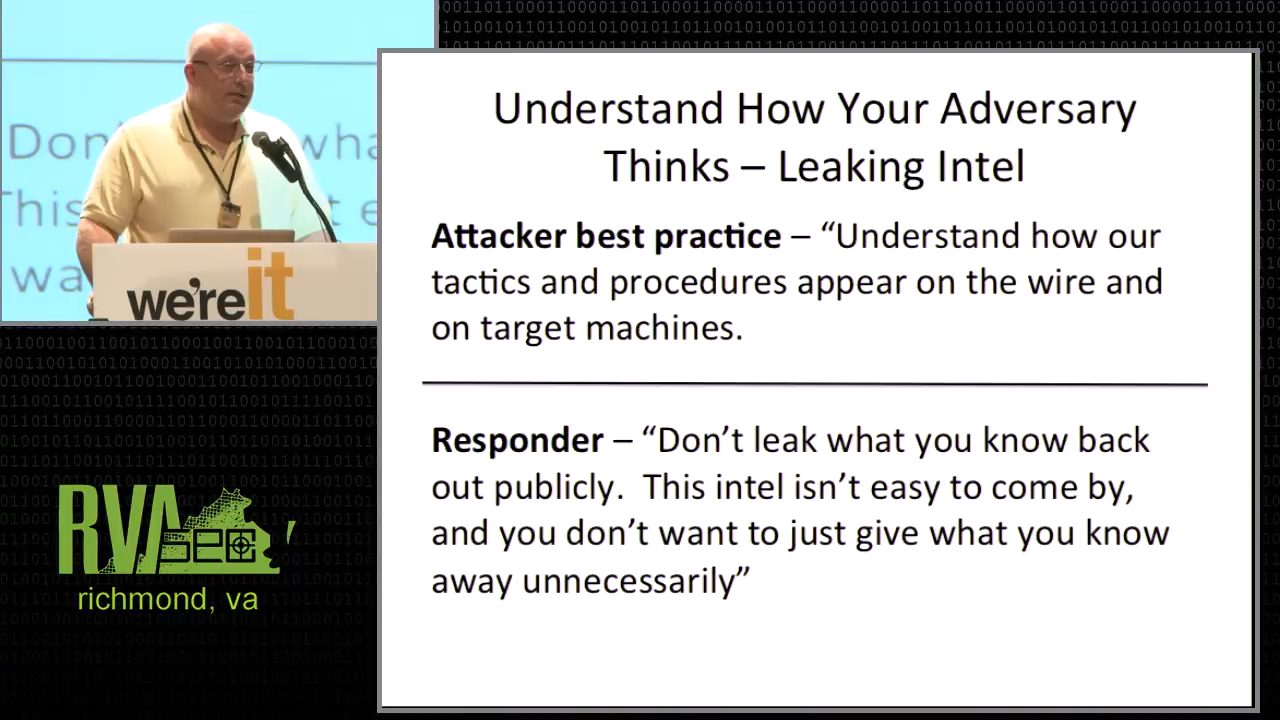 Understand How Your Adversary
Thinks – Leaking Intel
Attacker best practice – “Understand how our
tactics and procedures appear on the wire and
on target machines.
Responder – “Don’t leak what you know back
out publicly.  This intel isn’t easy to come by,
and you don’t want to just give what you know
away unnecessarily”
we're it
RVA
SEC
richmond, va